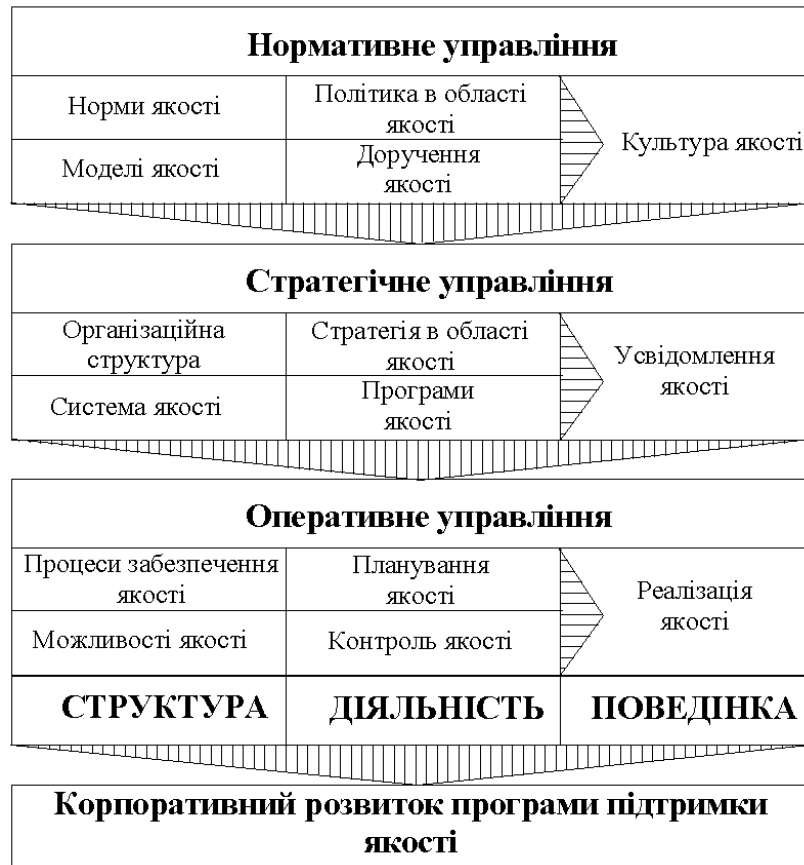 Нормативне управління
Норми якості
Політика в області
якості
Моделі якості
Доручення
якості
Культура якості
Стратегічне управління
Організаційна
структура
Стратегія в області
якості
Система якості
Програми
якості
Усвідомлення
якості
Оперативне управління
Процеси забезпечення
якості
Планування
якості
Можливості якості
Контроль якості
Реалізація
якості
СТРУКТУРА
ДІЯЛЬНІСТЬ
ПОВЕДІНКА
Корпоративний розвиток програми підтримки
якості